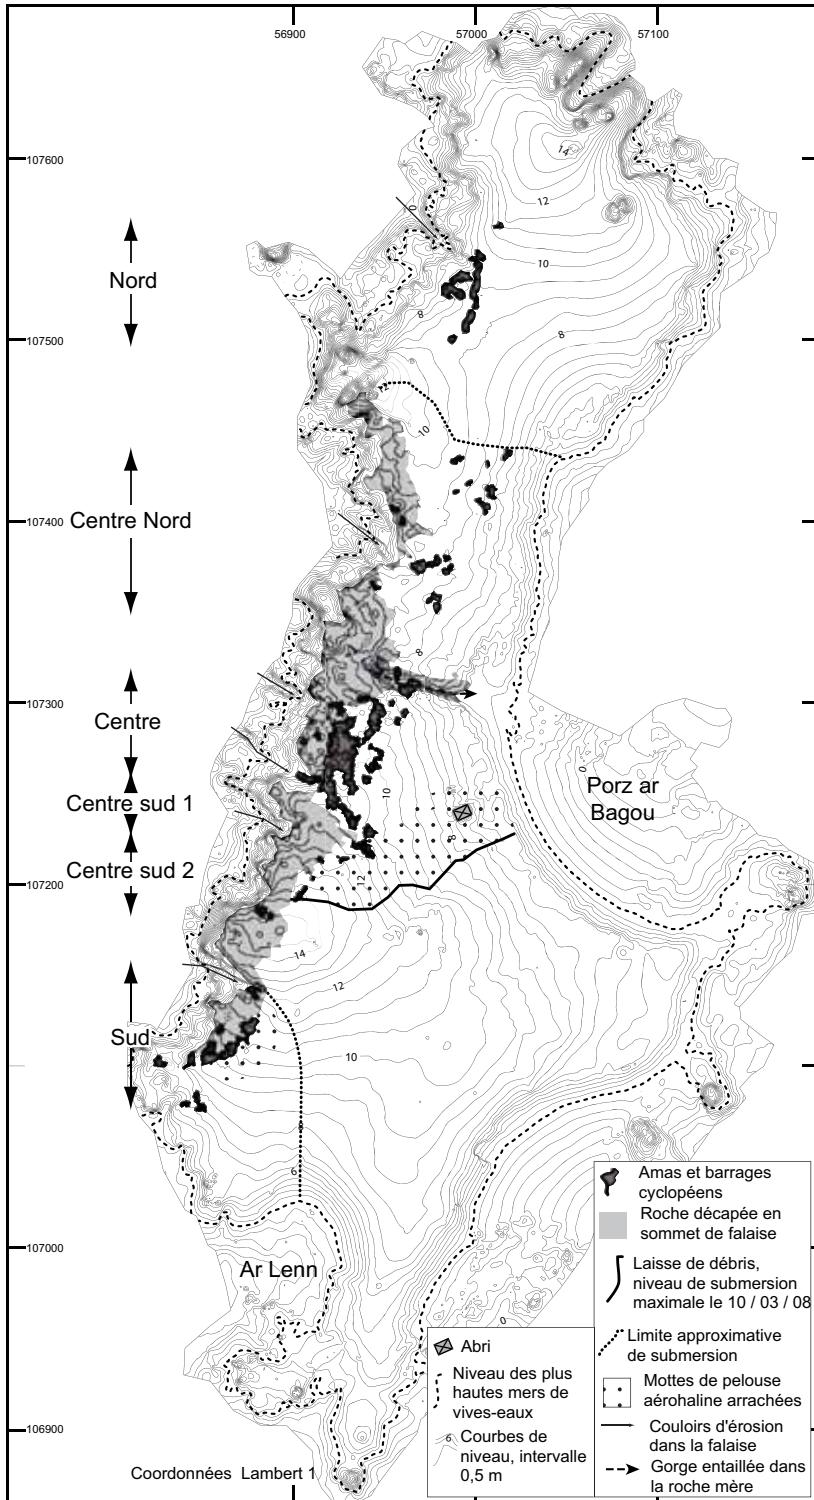 56900
57000
57100
107600
107500
107400
107300
107200
107000
106900
Nord
Centre Nord
Centre
Centre sud 1
Centre sud 2
Sud
14
12
10
8
0
8
12
10
8
10
8
12
14
12
10
8
6
0
0
Porz ar
Bagou
Ar Lenn
Coordonnées Lambert 1
Abri
Niveau des plus
hautes mers de
vives-eaux
6
Courbes de
niveau, intervalle
0,5 m
Amas et barrages
cyclopéens
Roche décapée en
sommet de falaise
Laisse de débris,
niveau de submersion
maximale le 10 / 03 / 08
Limite approximative
de submersion
Mottes de pelouse
aérohaline arrachées
Couloirs d'érosion
dans la falaise
Gorge entaillée dans
la roche mère